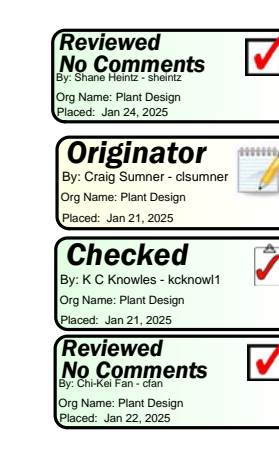 Reviewed
No Comments
By: Shane Heintz - sheintz
Org Name: Plant Design
Placed: Jan 24, 2025
Originator
By: Craig Sumner - clsumner
Org Name: Plant Design
Placed: Jan 21, 2025
Checked
By: K C Knowles - kcknowl1
Org Name: Plant Design
Placed: Jan 21, 2025
Reviewed
No Comments
By: Chi-Kei Fan - cfan
Org Name: Plant Design
Placed: Jan 22, 2025